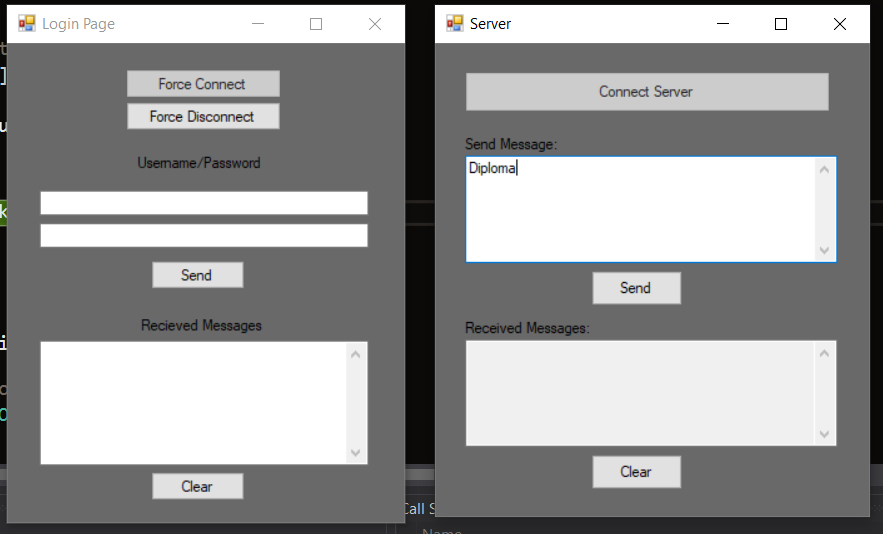 Login Page
Force Connect
Force Disconnect
Username/Password
Send
Recieved Messages
Clear
Server
Connect Server
Send Message:
Diploma
Send
Received Messages:
Clear
Call S
Name